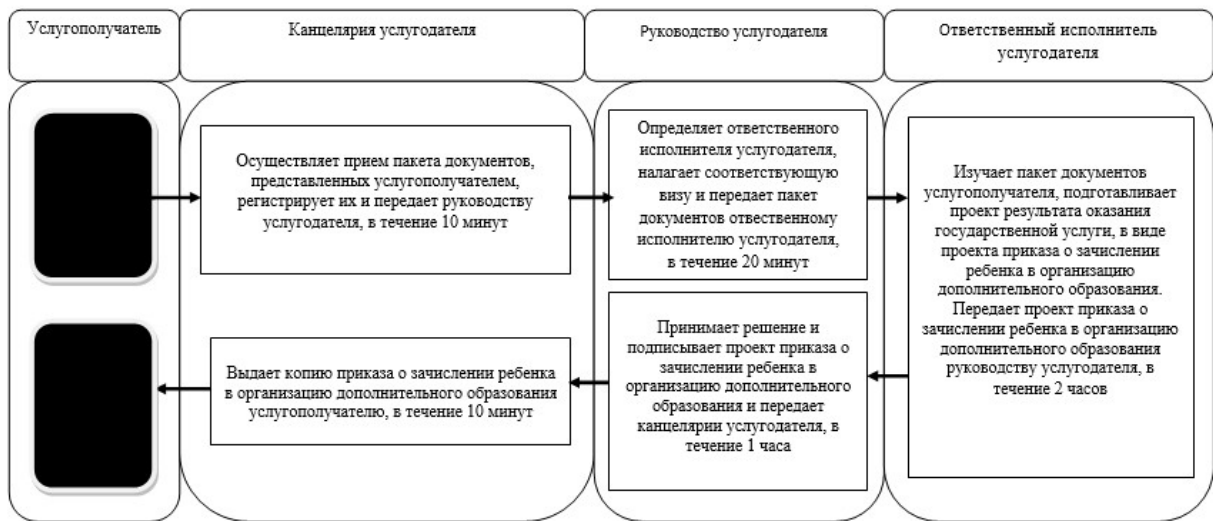 Услугополучатель
Канцелярия услугодателя
Руководство услугодателя
Ответственный исполнитель
услугодателя
Осуществляет прием пакета документов,
представленных услугополучателем,
регистрирует их и передает руководству
услугодателя, в течение 10 минут
Определяет ответственного
исполнителя услугодателя,
налагает соответствующую
визу и передает пакет
документов отвественному
исполнителю услугодателя,
в течение 20 минут
Изучает пакет документов
услугополучателя, подготавливает
проект результата оказания
государственной услуги, в виде
проекта приказа о зачислении
ребенка в организацию
дополнительного образования.
Передает проект приказа о
зачислении ребенка в организацию
дополнительного образования
руководству услугодателя, в
течение 2 часов
Принимает решение и
подписывает проект приказа о
зачислении ребенка в
организацию дополнительного
образования и передает
канцелярии услугодателя, в
течение 1 часа
Выдает копию приказа о зачислении ребенка
в организацию дополнительного образования
услугополучателю, в течение 10 минут